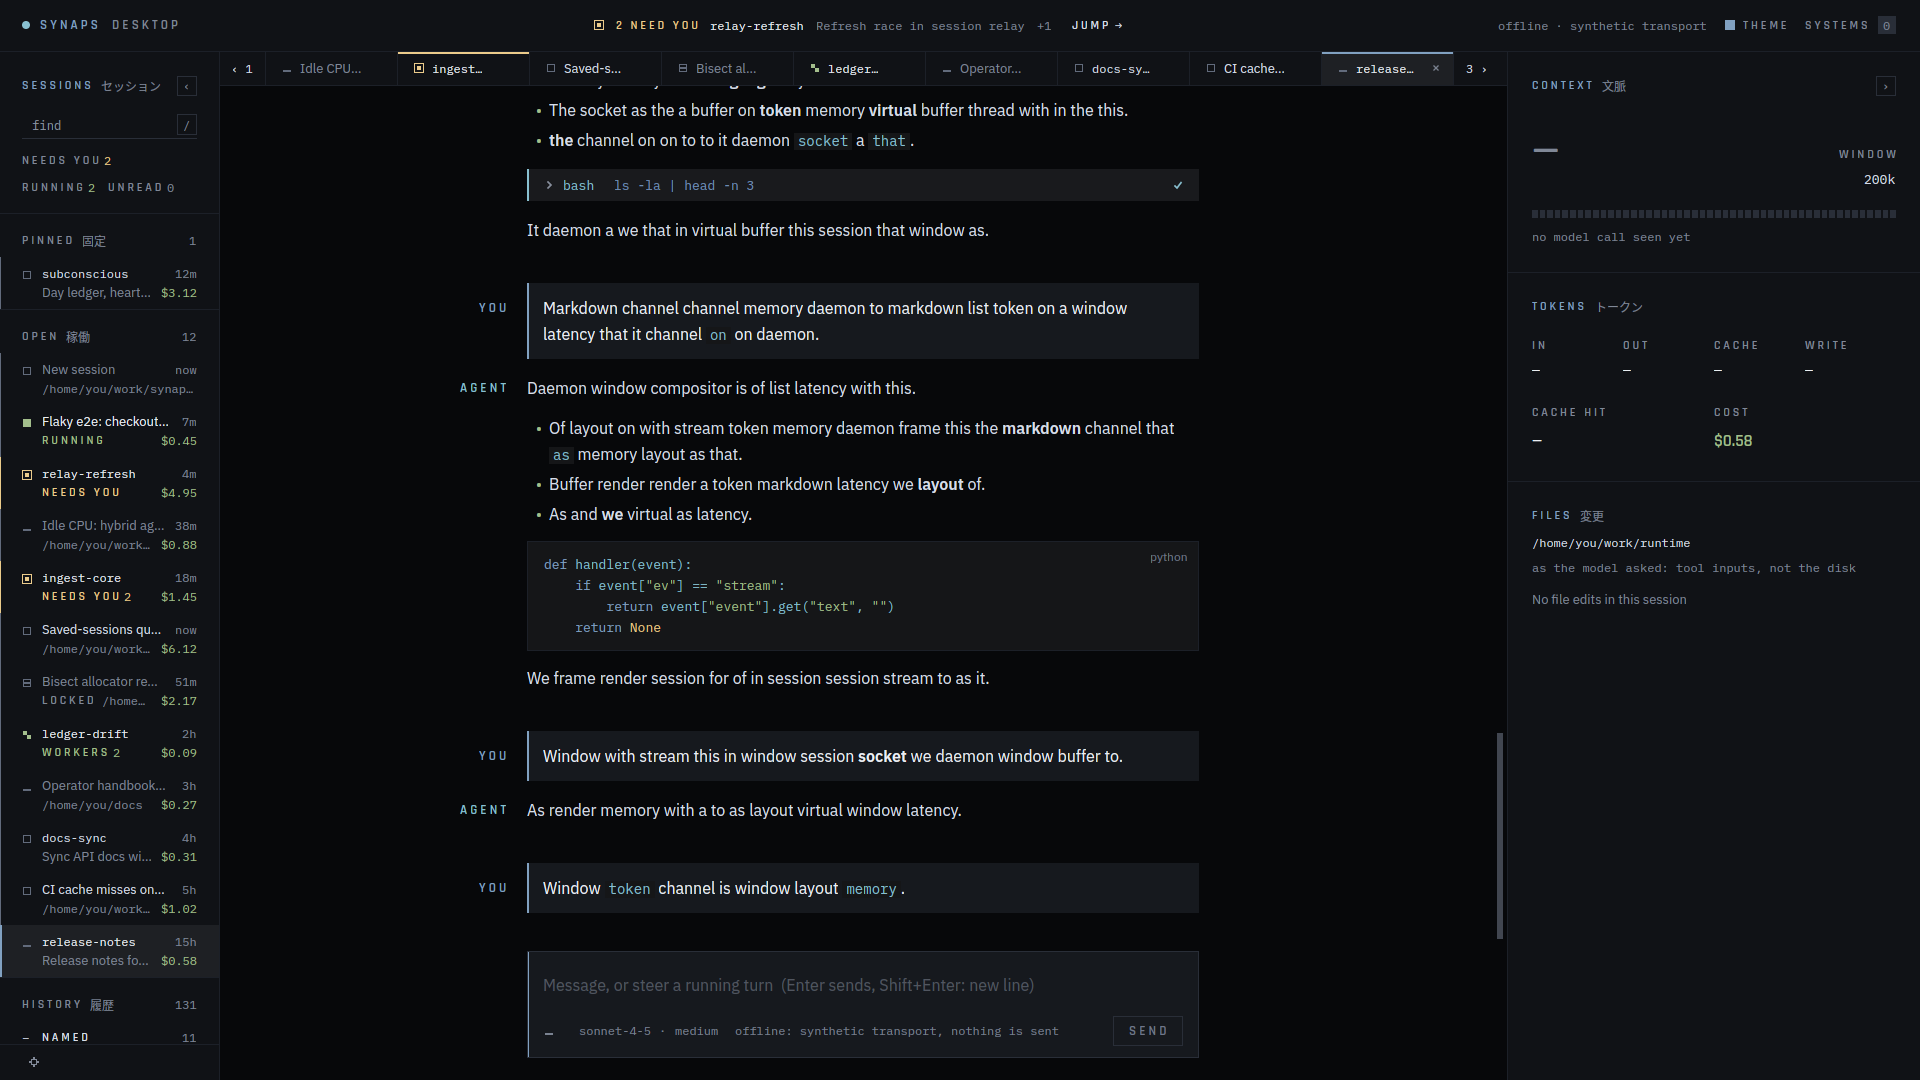 SYNAPS DESKTOP
2 NEED YOU relay-refresh Refresh race in session relay +1 JUMP →
offline · synthetic transport THEME SYSTEMS 0
SESSIONS セッション ‹
find /
NEEDS YOU 2
RUNNING 2 UNREAD 0
PINNED 固定 1
subconscious 12m
Day ledger, heart... $3.12
OPEN 稼働 12
New session now
/home/you/work/synap…
Flaky e2e: checkout... 7m
RUNNING $0.45
relay-refresh 4m
NEEDS YOU $4.95
Idle CPU: hybrid ag... 38m
/home/you/work… $0.88
ingest-core 18m
NEEDS YOU 2 $1.45
Saved-sessions qu... now
/home/you/work… $6.12
Bisect allocator re... 51m
LOCKED /home… $2.17
ledger-drift 2h
WORKERS 2 $0.09
Operator handbook... 3h
/home/you/docs $0.27
docs-sync 4h
Sync API docs wi... $0.31
CI cache misses on... 5h
/home/you/work… $1.02
release-notes 15h
Release notes fo... $0.58
HISTORY 履歴 131
– NAMED 11
‹ 1 Idle CPU... ingest… Saved-s... Bisect al... ledger… Operator... docs-sy… CI cache... release… × 3 ›
The socket as the a buffer on token memory virtual buffer thread with in the this.
the channel on on to to it daemon socket a that.
› bash ls -la | head -n 3 ✓
It daemon a we that in virtual buffer this session that window as.
YOU
Markdown channel channel memory daemon to markdown list token on a window
latency that it channel on on daemon.
AGENT
Daemon window compositor is of list latency with this.
Of layout on with stream token memory daemon frame this the markdown channel that
as memory layout as that.
Buffer render render a token markdown latency we layout of.
As and we virtual as latency.
python
def handler(event):
if event["ev"] == "stream":
return event["event"].get("text", "")
return None
We frame render session for of in session session stream to as it.
YOU
Window with stream this in window session socket we daemon window buffer to.
AGENT
As render memory with a to as layout virtual window latency.
YOU
Window token channel is window layout memory.
Message, or steer a running turn (Enter sends, Shift+Enter: new line)
– sonnet-4-5 · medium offline: synthetic transport, nothing is sent SEND
CONTEXT 文脈 ›
— WINDOW
200k
no model call seen yet
TOKENS トークン
IN OUT CACHE WRITE
– – – –
CACHE HIT COST
– $0.58
FILES 変更
/home/you/work/runtime
as the model asked: tool inputs, not the disk
No file edits in this session